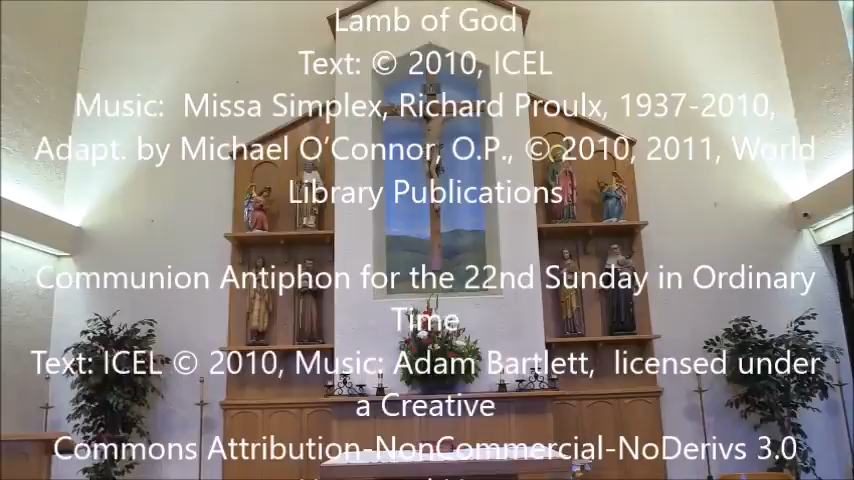 Lamb of God
Text: © 2010, ICEL
Music:  Missa Simplex, Richard Proulx, 1937-2010,
Adapt. by Michael O’Connor, O.P., © 2010, 2011, World
Library Publications
Communion Antiphon for the 22nd Sunday in Ordinary
Time
Text: ICEL © 2010, Music: Adam Bartlett,  licensed under
a Creative
Commons Attribution-NonCommercial-NoDerivs 3.0